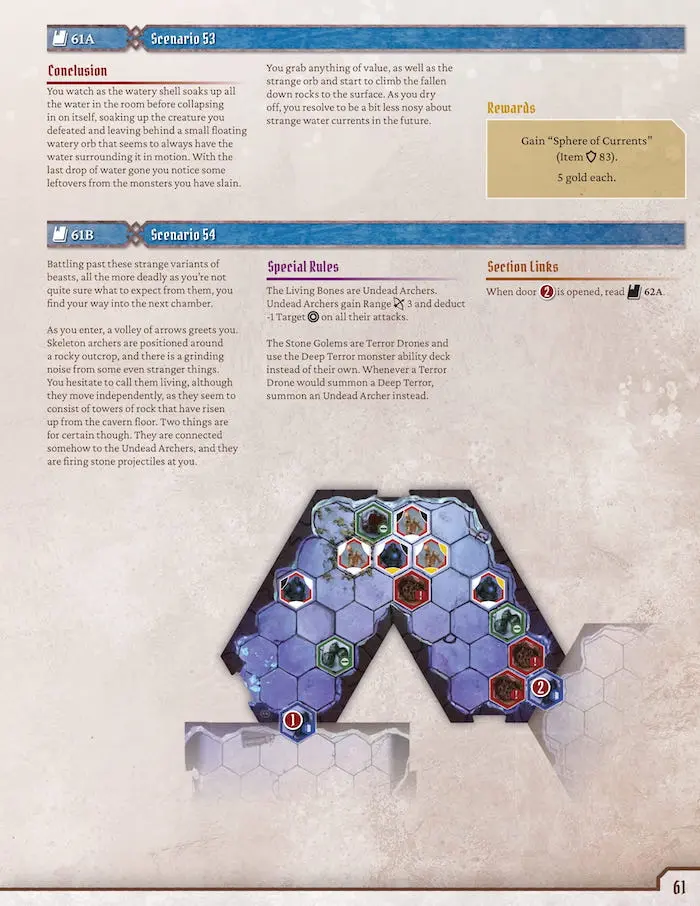 61A Scenario 53
Conclusion
You watch as the watery shell soaks up all
the water in the room before collapsing
in on itself, soaking up the creature you
defeated and leaving behind a small floating
watery orb that seems to always have the
water surrounding it in motion. With the
last drop of water gone you notice some
leftovers from the monsters you have slain.
You grab anything of value, as well as the
strange orb and start to climb the fallen
down rocks to the surface. As you dry
off, you resolve to be a bit less nosy about
strange water currents in the future.
Rewards
Gain “Sphere of Currents”
(Item 83).
5 gold each.
61B Scenario 54
Battling past these strange variants of
beasts, all the more deadly as you’re not
quite sure what to expect from them, you
find your way into the next chamber.
As you enter, a volley of arrows greets you.
Skeleton archers are positioned around
a rocky outcrop, and there is a grinding
noise from some even stranger things.
You hesitate to call them living, although
they move independently, as they seem to
consist of towers of rock that have risen
up from the cavern floor. Two things are
for certain though. They are connected
somehow to the Undead Archers, and they
are firing stone projectiles at you.
Special Rules
The Living Bones are Undead Archers.
Undead Archers gain Range 3 and deduct
-1 Target on all their attacks.
The Stone Golems are Terror Drones and
use the Deep Terror monster ability deck
instead of their own. Whenever a Terror
Drone would summon a Deep Terror,
summon an Undead Archer instead.
Section Links
When door 2 is opened, read 62A.
!
!
!
2
1
61